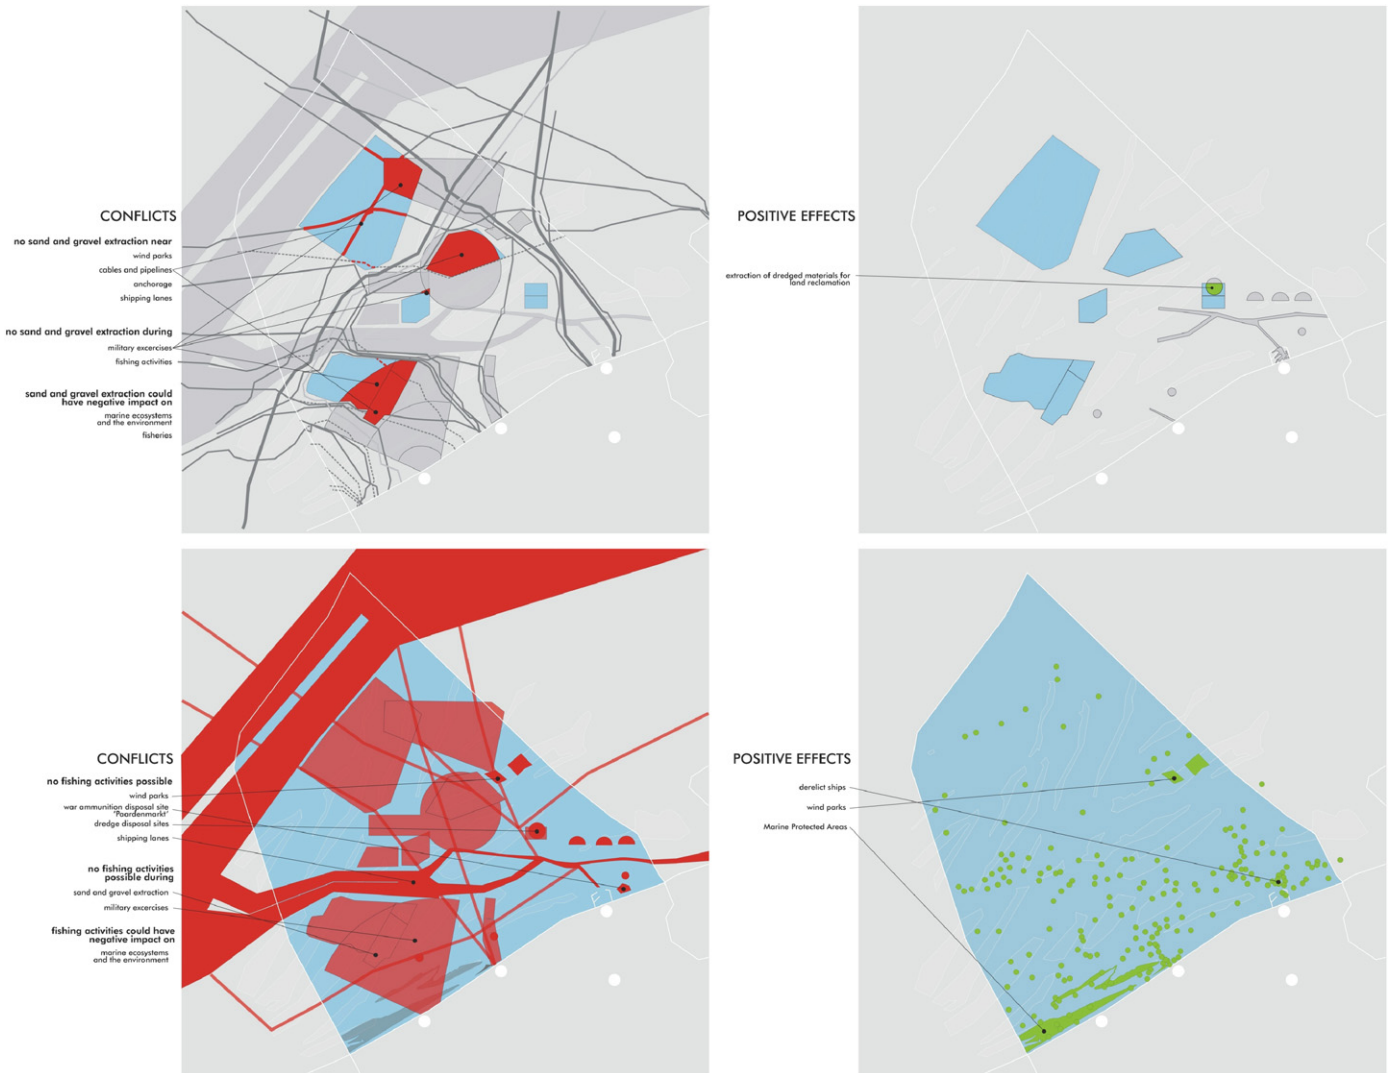 CONFLICTS
no sand and gravel extraction near
wind parks
cables and pipelines
anchorage
shipping lanes
no sand and gravel extraction during
military excercises
fishing activities
sand and gravel extraction could
have negative impact on
marine ecosystems
and the environment
fisheries
POSITIVE EFFECTS
extraction of dredged materials for
land reclamation
CONFLICTS
no fishing activities possible
wind parks
war ammunition disposal site
'Paardenmarkt'
dredge disposal sites
shipping lanes
no fishing activities
possible during
sand and gravel extraction
military excercises
fishing activities could have
negative impact on
marine ecosystems
and the environment
POSITIVE EFFECTS
derelict ships
wind parks
Marine Protected Areas